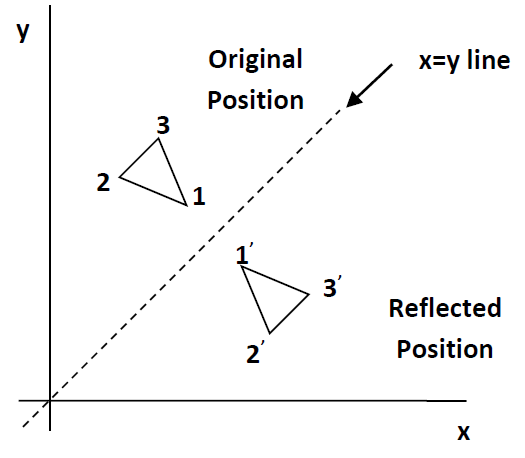 y
Original
Position
x=y line
3
2
1
1′
3′
2′
Reflected
Position
x